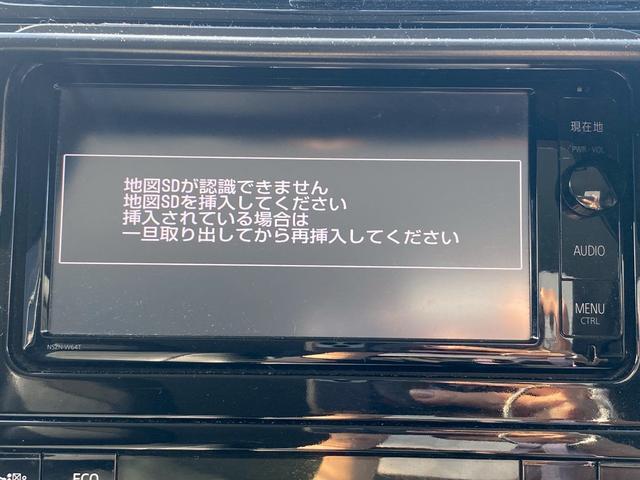 現在地
PWR・VOL
地図SDが認識できません
地図SDを挿入してください
挿入されている場合は
一旦取り出してから再挿入してください
AUDIO
MENU
CTRL
NSZN-W64T
ECO